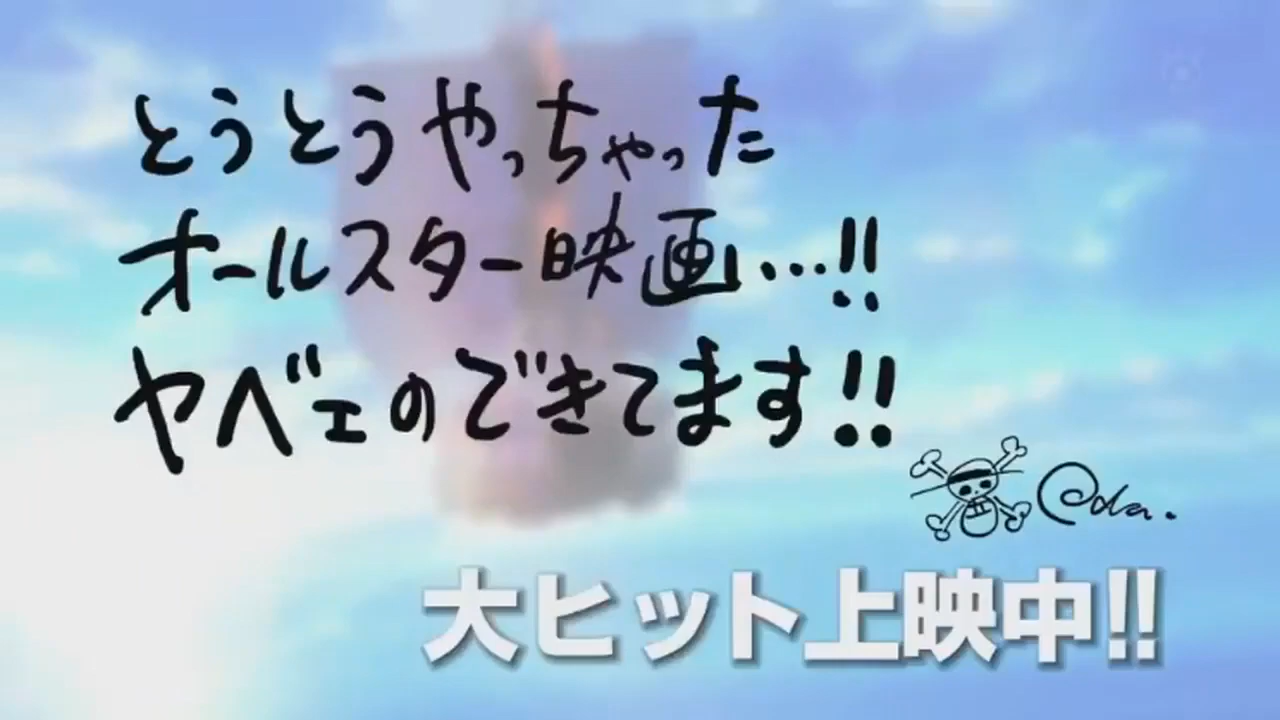 とうとうやっちゃった
オールスター映画…!!
ヤベェのできてます!!
Oda.
大ヒット上映中!!